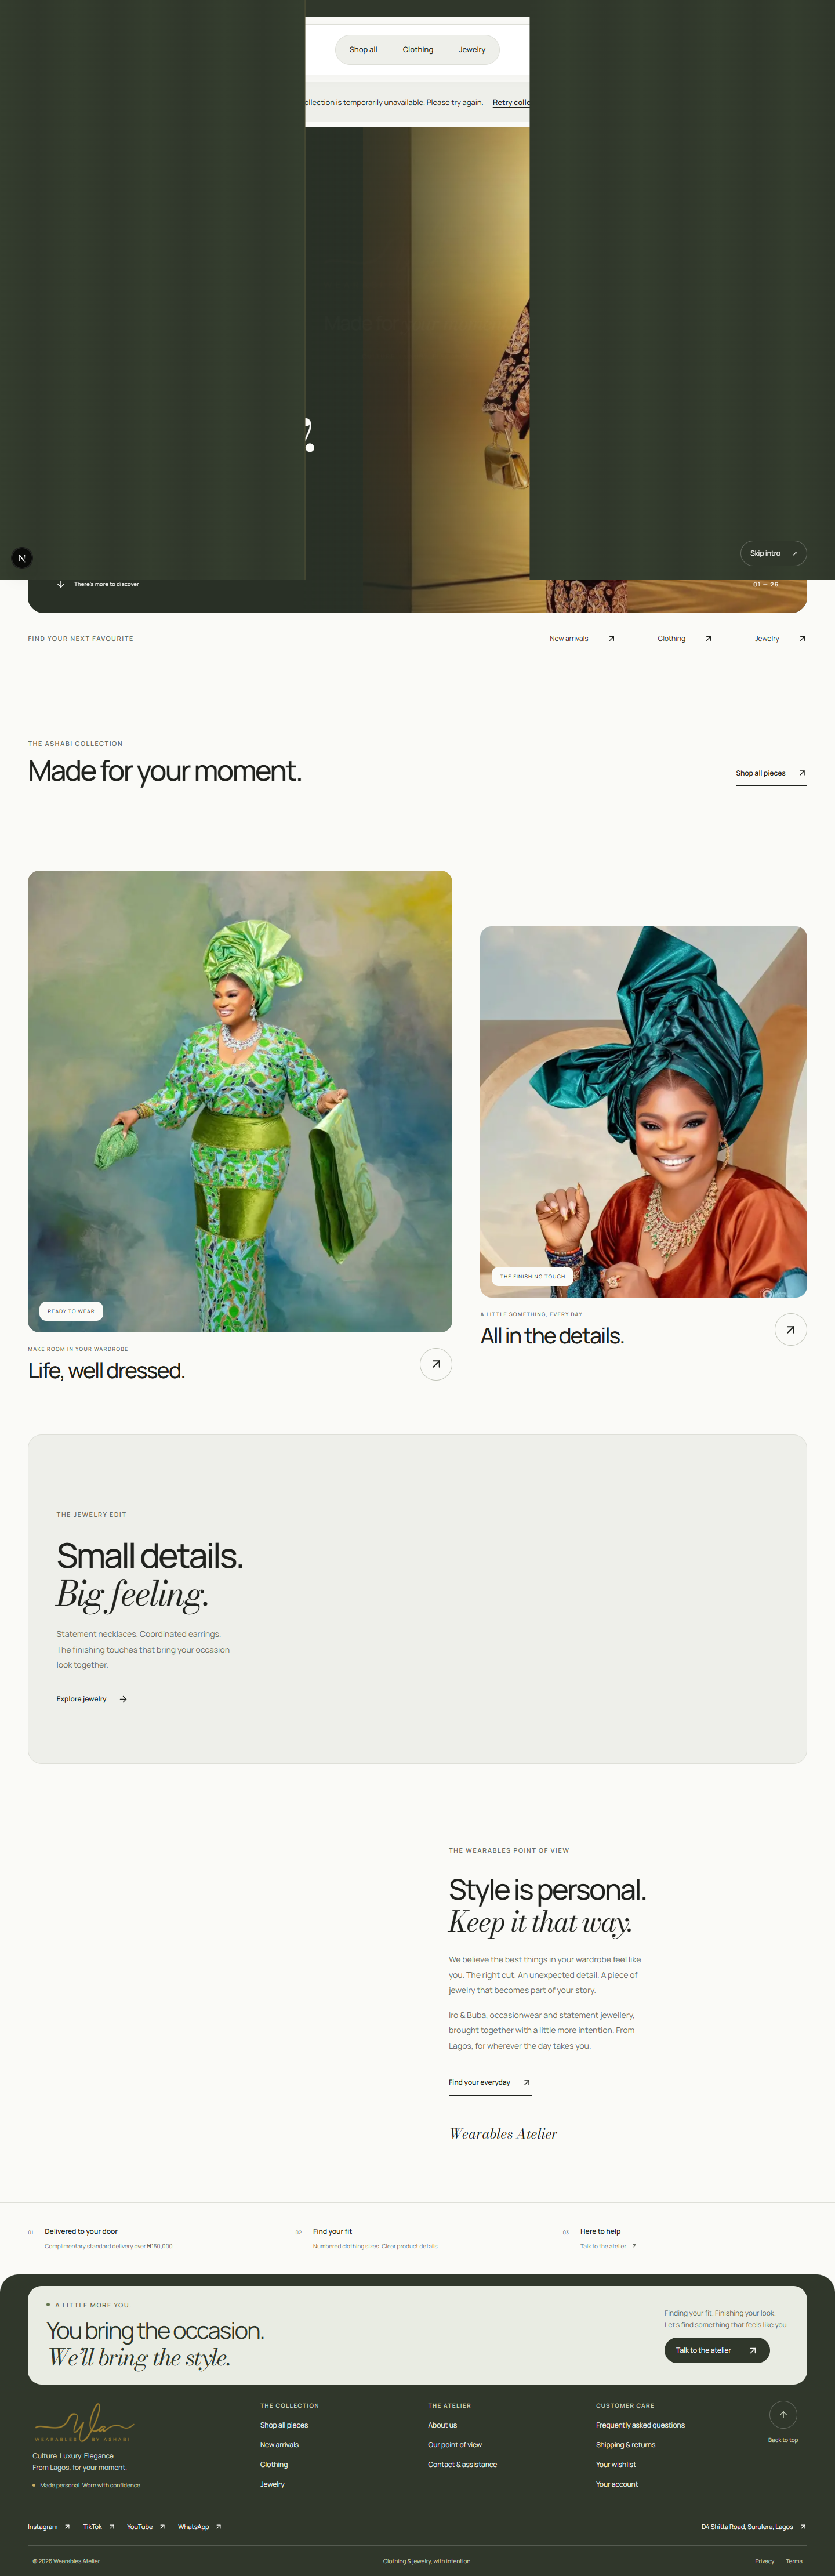 Shop all
Clothing
Jewelry
ollection is temporarily unavailable. Please try again.
Retry colle
Made for
?
Skip intro
N
There's more to discover
01 — 26
FIND YOUR NEXT FAVOURITE
New arrivals
Clothing
Jewelry
THE ASHABI COLLECTION
Made for your moment.
Shop all pieces
READY TO WEAR
MAKE ROOM IN YOUR WARDROBE
Life, well dressed.
THE FINISHING TOUCH
A LITTLE SOMETHING, EVERY DAY
All in the details.
THE JEWELRY EDIT
Small details.
Big feeling.
Statement necklaces. Coordinated earrings.
The finishing touches that bring your occasion
look together.
Explore jewelry
THE WEARABLES POINT OF VIEW
Style is personal.
Keep it that way.
We believe the best things in your wardrobe feel like
you. The right cut. An unexpected detail. A piece of
jewelry that becomes part of your story.
Iro & Buba, occasionwear and statement jewellery,
brought together with a little more intention. From
Lagos, for wherever the day takes you.
Find your everyday
Wearables Atelier
01
Delivered to your door
Complimentary standard delivery over ₦150,000
02
Find your fit
Numbered clothing sizes. Clear product details.
03
Here to help
Talk to the atelier
A LITTLE MORE YOU.
You bring the occasion.
We'll bring the style.
Finding your fit. Finishing your look.
Let's find something that feels like you.
Talk to the atelier
Wla
WEARABLES BY ASHABI
Culture. Luxury. Elegance.
From Lagos, for your moment.
Made personal. Worn with confidence.
THE COLLECTION
Shop all pieces
New arrivals
Clothing
Jewelry
THE ATELIER
About us
Our point of view
Contact & assistance
CUSTOMER CARE
Frequently asked questions
Shipping & returns
Your wishlist
Your account
Back to top
Instagram
TikTok
YouTube
WhatsApp
D4 Shitta Road, Surulere, Lagos
© 2026 Wearables Atelier
Clothing & jewelry, with intention.
Privacy
Terms